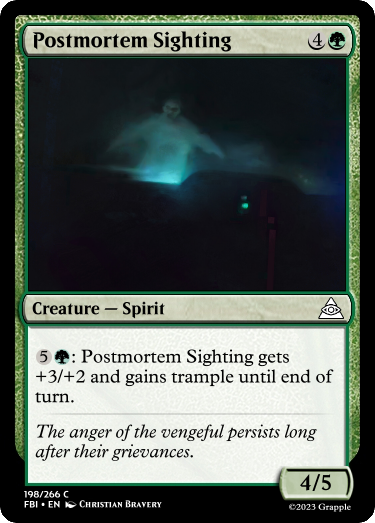 Postmortem Sighting 4
Creature — Spirit
5 : Postmortem Sighting gets
+3/+2 and gains trample until end of
turn.
The anger of the vengeful persists long
after their grievances.
4/5
198/266 C
FBI • EN Christian Bravery
©2023 Grapple